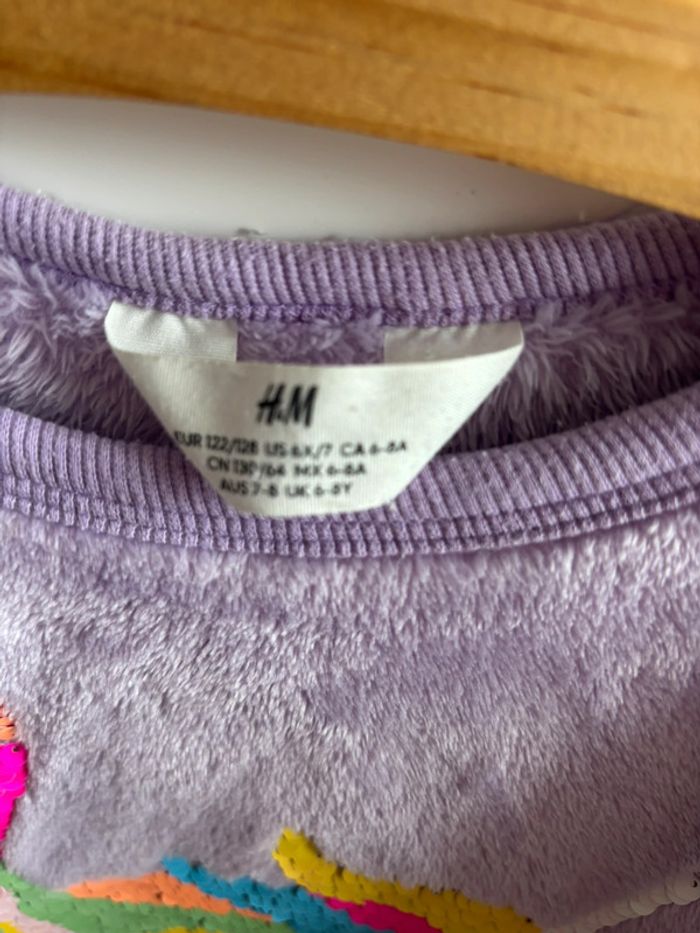 H&M
EUR 122/128 US 6X/7 CA 6-8A
CN 130/64 MX 6-8A
AUS 7-8 UK 6-8Y